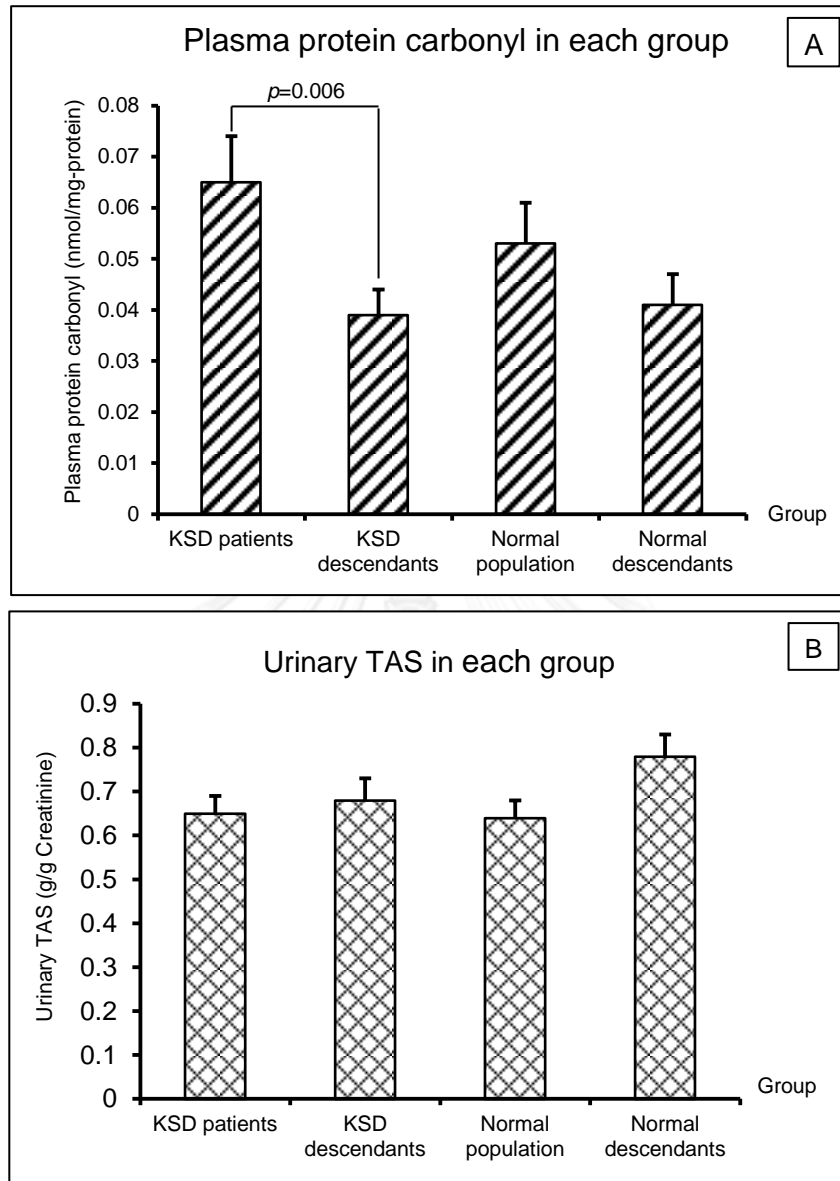 Plasma protein carbonyl in each group
A
p=0.006
Plasma protein carbonyl (nmol/mg-protein)
0.08
0.07
0.06
0.05
0.04
0.03
0.02
0.01
0
Group
KSD patients
KSD
descendants
Normal
population
Normal
descendants
Urinary TAS in each group
B
Urinary TAS (g/g Creatinine)
0.9
0.8
0.7
0.6
0.5
0.4
0.3
0.2
0.1
0
Group
KSD patients
KSD
descendants
Normal
population
Normal
descendants